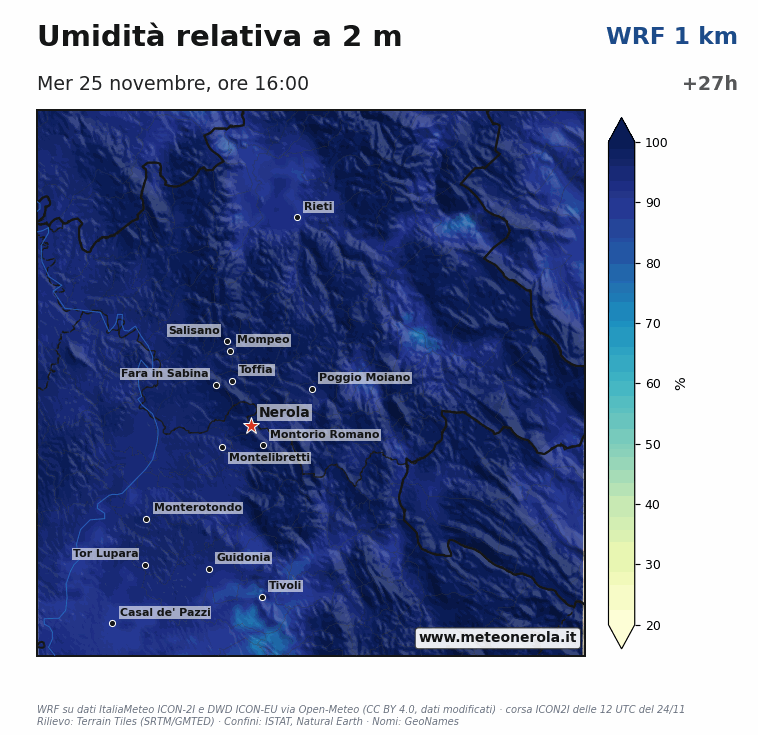 Umidità relativa a 2 m
WRF 1 km
Mer 25 novembre, ore 16:00
+27h
Rieti
Salisano
Mompeo
Toffia
Fara in Sabina
Poggio Moiano
Nerola
Montorio Romano
Montelibretti
Monterotondo
Tor Lupara
Guidonia
Tivoli
Casal de' Pazzi
www.meteonerola.it
100
90
80
70
60
50
40
30
20
%
WRF su dati ItaliaMeteo ICON-2I e DWD ICON-EU via Open-Meteo (CC BY 4.0, dati modificati) · corsa ICON2I delle 12 UTC del 24/11
Rilievo: Terrain Tiles (SRTM/GMTED) · Confini: ISTAT, Natural Earth · Nomi: GeoNames